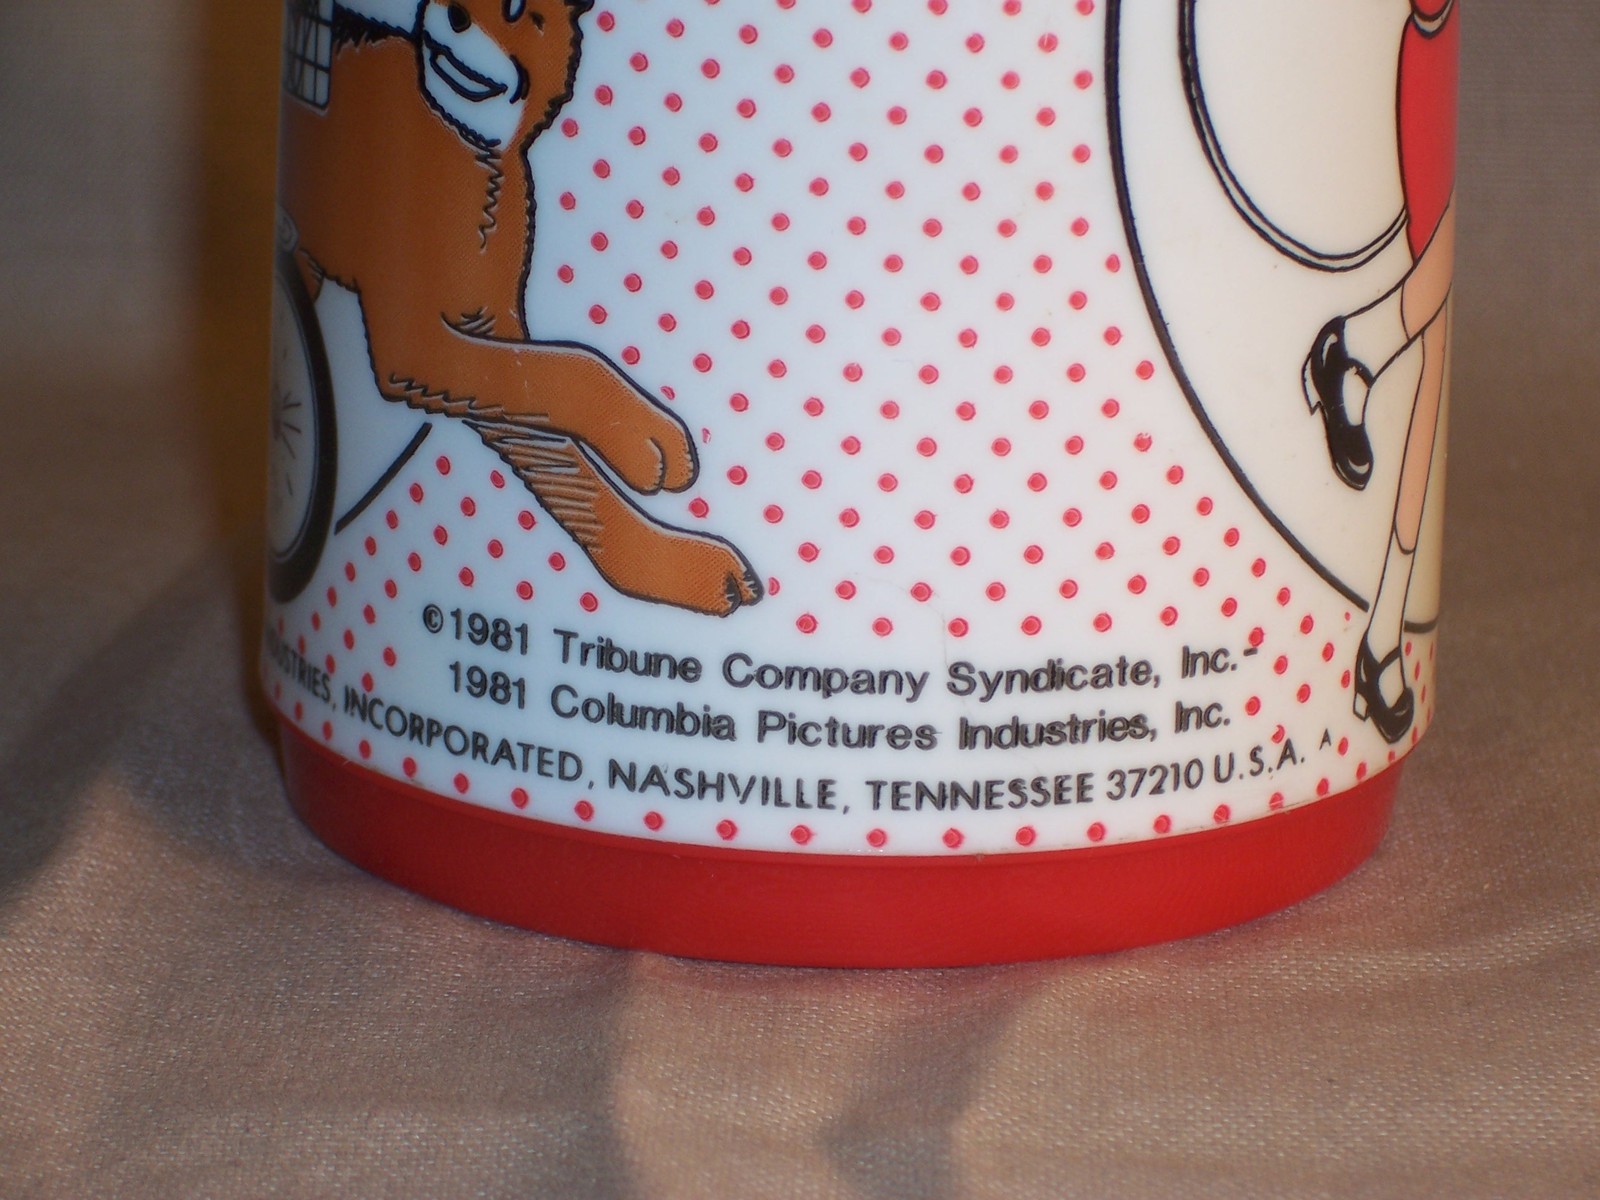 ©1981 Tribune Company Syndicate, Inc.-
1981 Columbia Pictures Industries, Inc.
INCORPORATED, NASHVILLE, TENNESSEE 37210 U.S.A. A